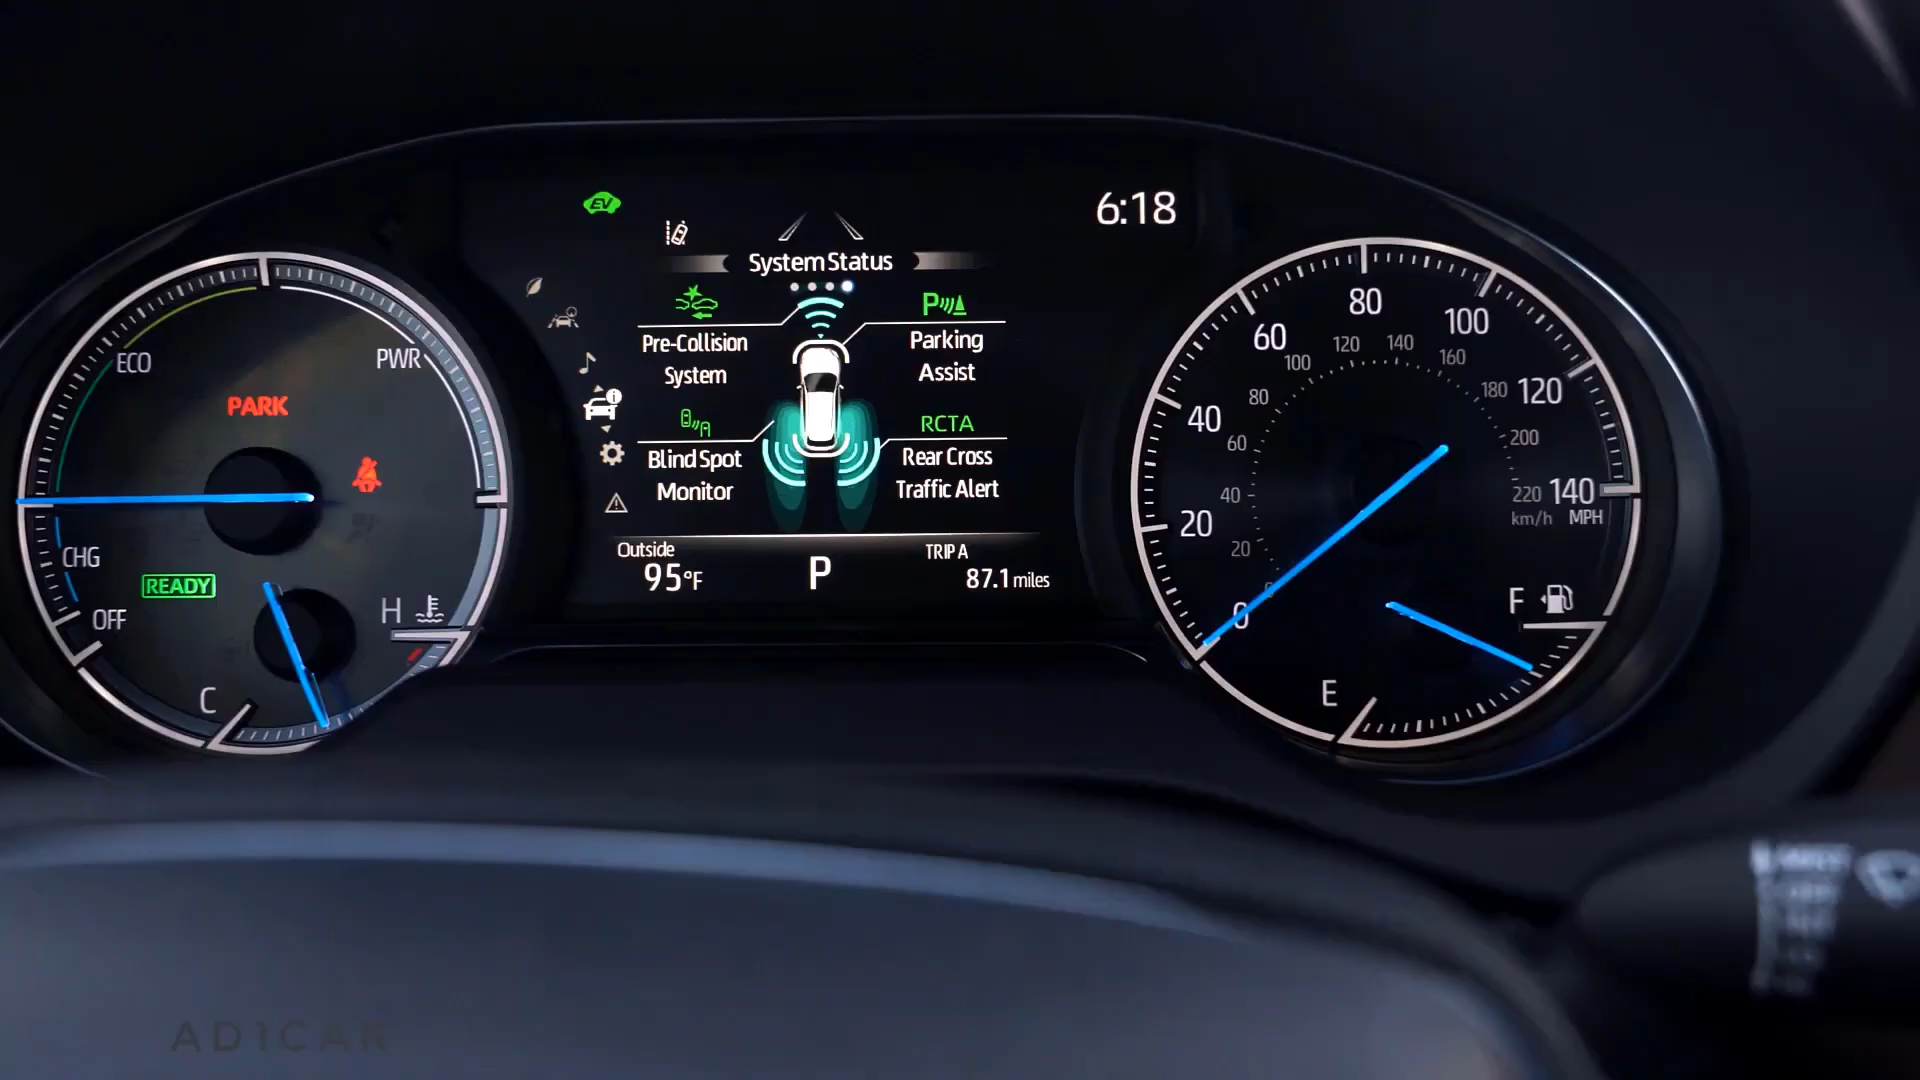 EV
6:18
System Status
Pre-Collision
System
P
Parking
Assist
Blind Spot
Monitor
RCTA
Rear Cross
Traffic Alert
Outside
95°F
P
TRIP A
87.1 miles
ECO
PWR
PARK
CHG
READY
OFF
H
C
0
20
40
60
80
100
120
140
MPH
20
40
60
80
100
120
140
160
180
200
220
km/h
F
E
AD1CAR